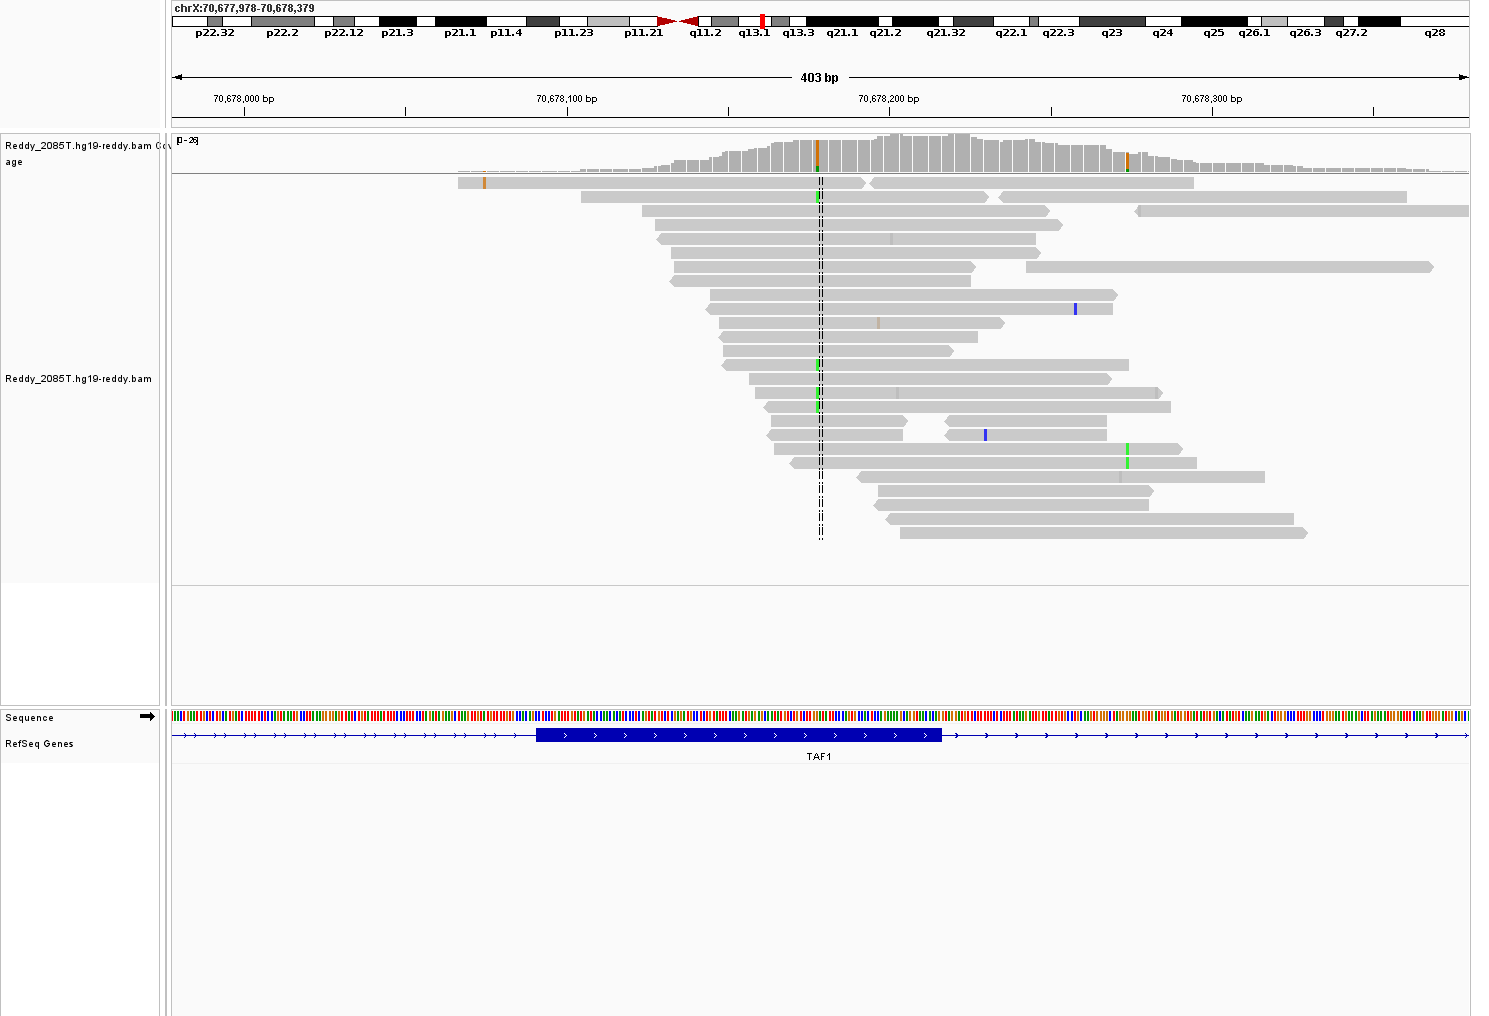 chrX:70,677,978-70,678,379
p22.32 p22.2 p22.12 p21.3 p21.1 p11.4 p11.23 p11.21 q11.2 q13.1 q13.3 q21.1 q21.2 q21.32 q22.1 q22.3 q23 q24 q25 q26.1 q26.3 q27.2 q28
403 bp
70,678,000 bp 70,678,100 bp 70,678,200 bp 70,678,300 bp
[0-26]
Reddy_2085T.hg19-reddy.bam Cov
age
Reddy_2085T.hg19-reddy.bam
Sequence
RefSeq Genes
TAF1